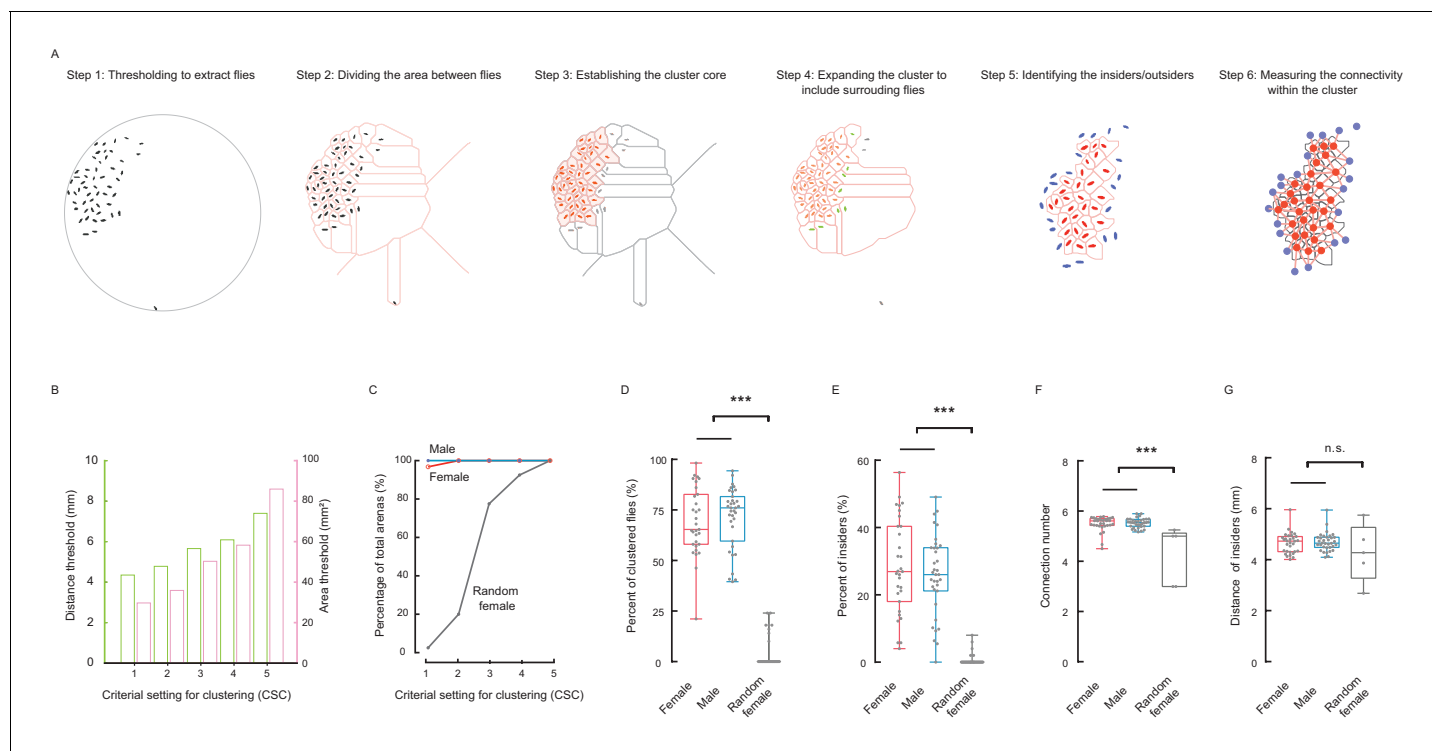 A
Step 1: Thresholding to extract flies
Step 2: Dividing the area between flies
Step 3: Establishing the cluster core
Step 4: Expanding the cluster to
include surrouding flies
Step 5: Identifying the insiders/outsiders
Step 6: Measuring the connectivity
within the cluster
B
Distance threshold (mm)
10
8
6
4
2
0
100
80
60
40
20
0
Area threshold (mm²)
1 2 3 4 5
Criterial setting for clustering (CSC)
C
Percentage of total arenas (%)
100
80
60
40
20
0
Male
Female
Random
female
1 2 3 4 5
Criterial setting for clustering (CSC)
D
***
Percent of clustered flies (%)
100
75
50
25
0
Female
Male
Random
female
E
***
Percent of insiders (%)
60
40
20
0
Female
Male
Random
female
F
***
Connection number
8
6
4
2
0
Female
Male
Random
female
G
n.s.
Distance of insiders (mm)
8
6
4
2
0
Female
Male
Random
female